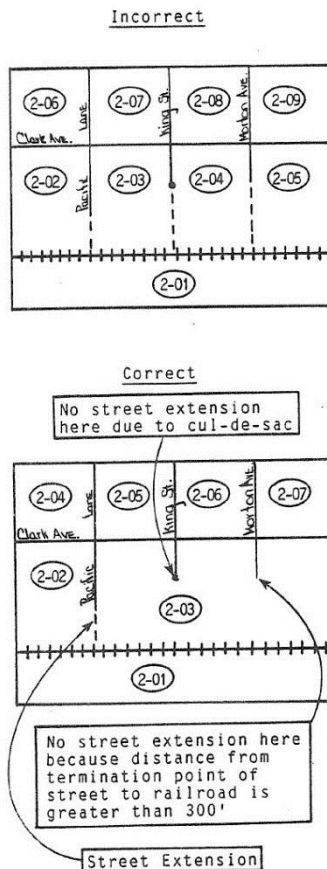 Incorrect
2-06
2-07
2-08
2-09
Clark Ave.
Lane
King St.
Morton Ave.
2-02
2-03
2-04
2-05
Pacific
2-01
Correct
No street extension
here due to cul-de-sac
2-04
2-05
2-06
2-07
Clark Ave.
Lane
King St.
Morton Ave.
2-02
Pacific
2-03
2-01
No street extension here
because distance from
termination point of
street to railroad is
greater than 300'
Street Extension